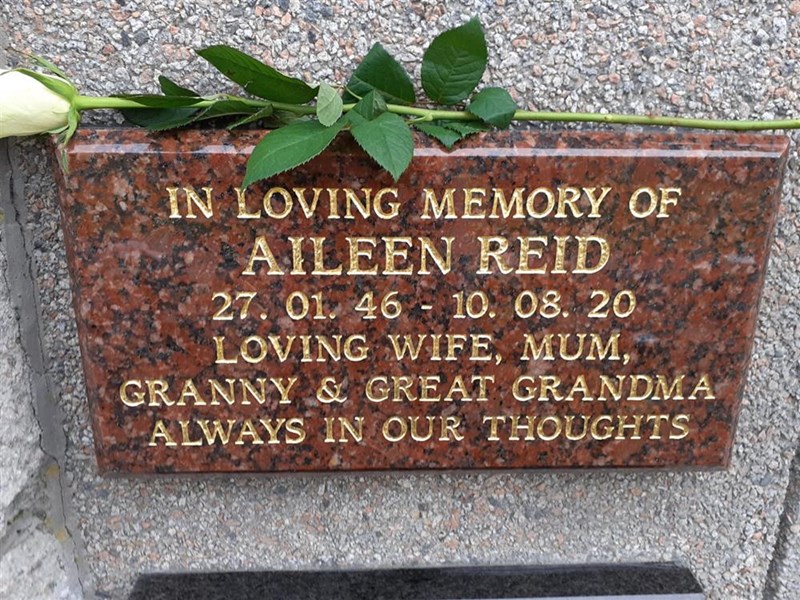 IN LOVING MEMORY OF
AILEEN REID
27. 01. 46 - 10. 08. 20
LOVING WIFE, MUM,
GRANNY & GREAT GRANDMA
ALWAYS IN OUR THOUGHTS